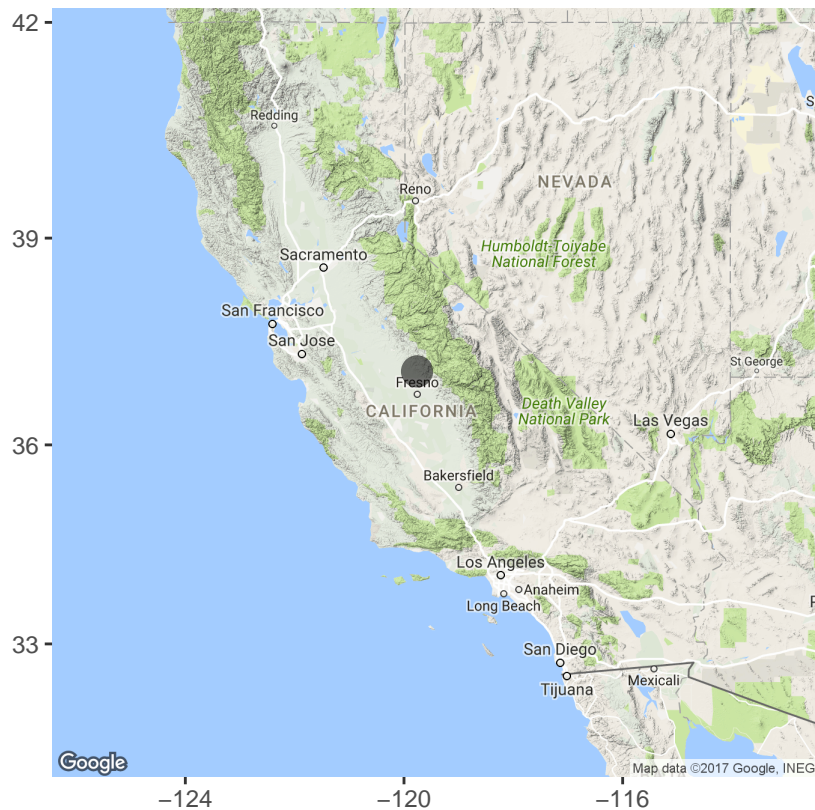 42
Redding
Reno
NEVADA
39
Humboldt-Toiyabe
National Forest
Sacramento
San Francisco
San Jose
St George
Fresno
CALIFORNIA
Death Valley
National Park
Las Vegas
36
Bakersfield
Los Angeles
Anaheim
Long Beach
33
San Diego
Mexicali
Tijuana
Google
Map data ©2017 Google, INEG
−124
−120
−116